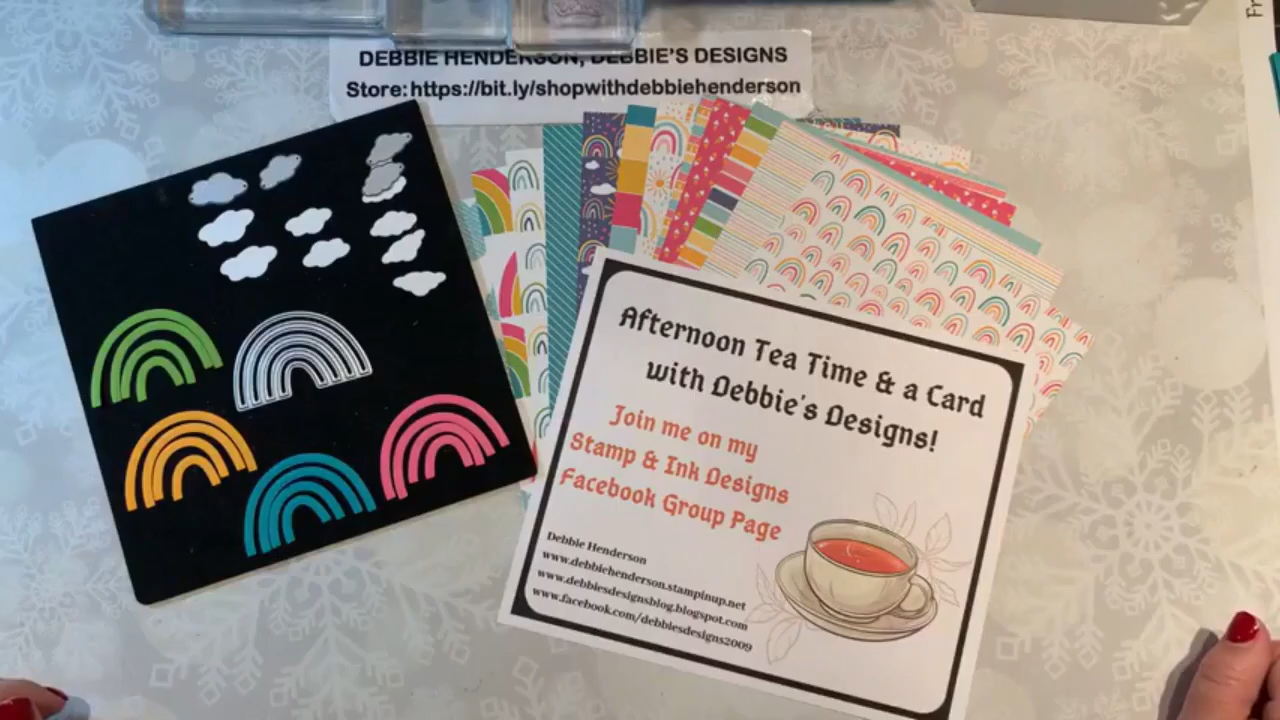 DEBBIE HENDERSON, DEBBIE'S DESIGNS
Store: https://bit.ly/shopwithdebbiehenderson
Afternoon Tea Time & a Card
with Debbie's Designs!
Join me on my
Stamp & Ink Designs
Facebook Group Page
Debbie Henderson
www.debbiehenderson.stampinup.net
www.debbiesdesignsblog.blogspot.com
www.facebook.com/debbiesdesigns2009